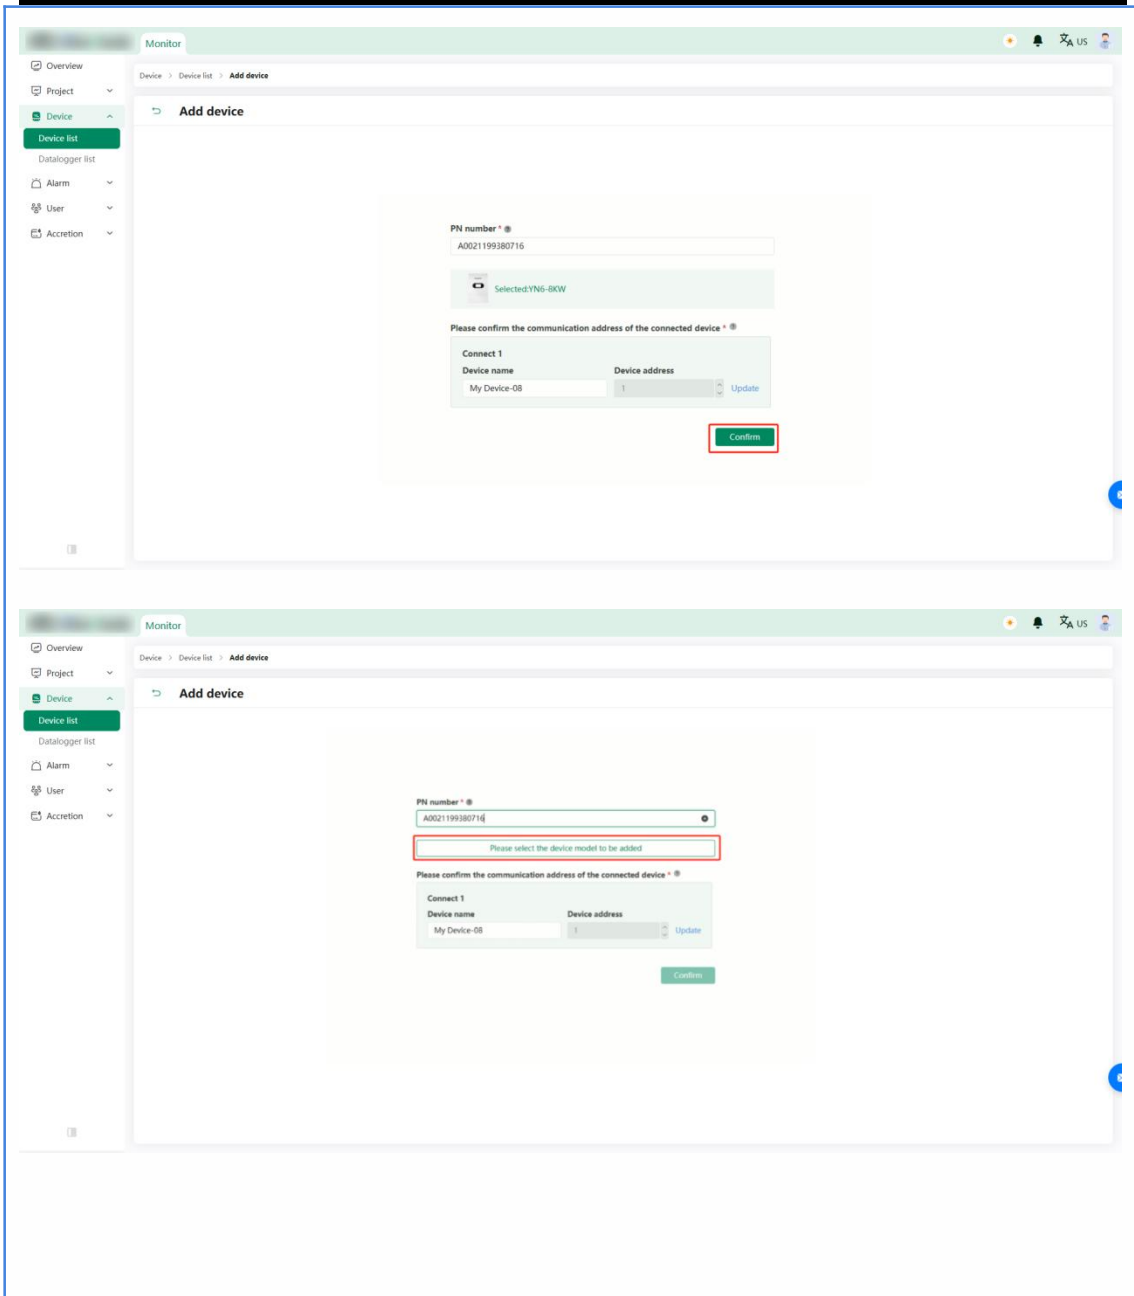 Monitor
US
Overview
Project
Device
Device list
Datalogger list
Alarm
User
Accretion
Device > Device list > Add device
Add device
PN number *
A0021199380716
Selected:YN6-8KW
Please confirm the communication address of the connected device *
Connect 1
Device name Device address
My Device-08 1 Update
Confirm
Monitor
US
Overview
Project
Device
Device list
Datalogger list
Alarm
User
Accretion
Device > Device list > Add device
Add device
PN number *
A0021199380716
Please select the device model to be added
Please confirm the communication address of the connected device *
Connect 1
Device name Device address
My Device-08 1 Update
Confirm